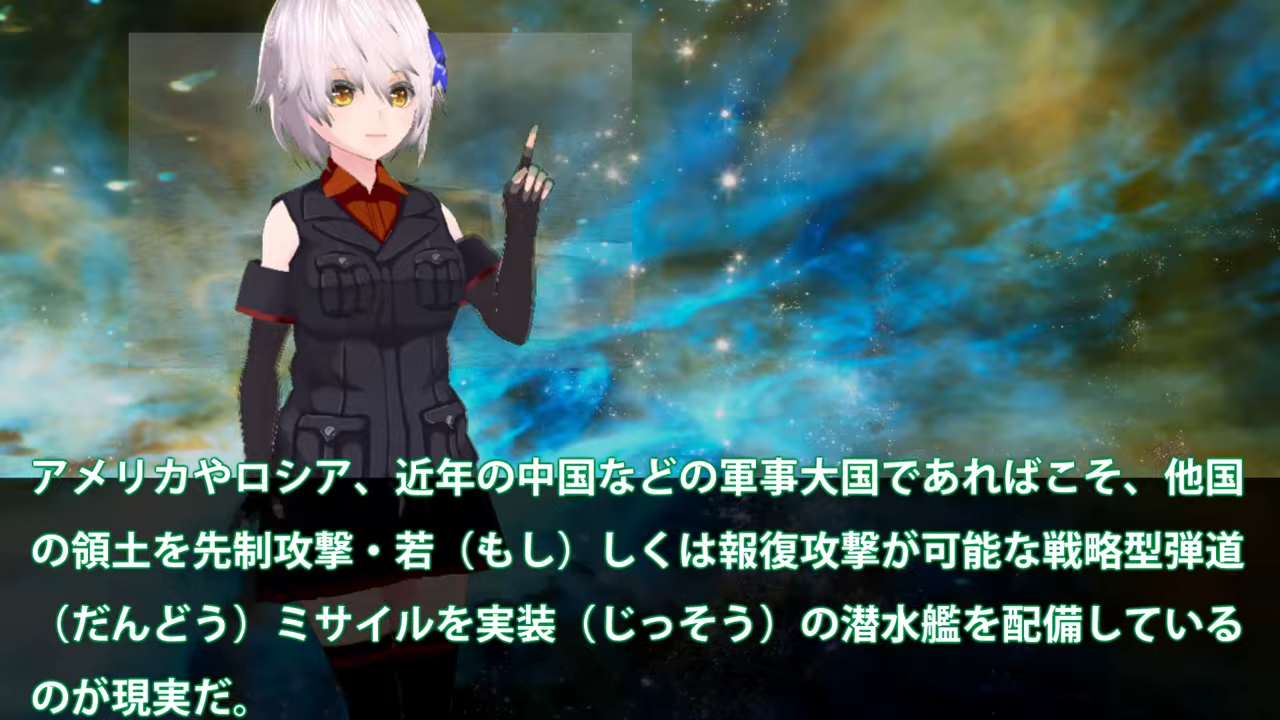 アメリカやロシア、近年の中国などの軍事大国であればこそ、他国
の領土を先制攻撃・若（もし）しくは報復攻撃が可能な戦略型弾道
（だんどう）ミサイルを実装（じっそう）の潜水艦を配備している
のが現実だ。